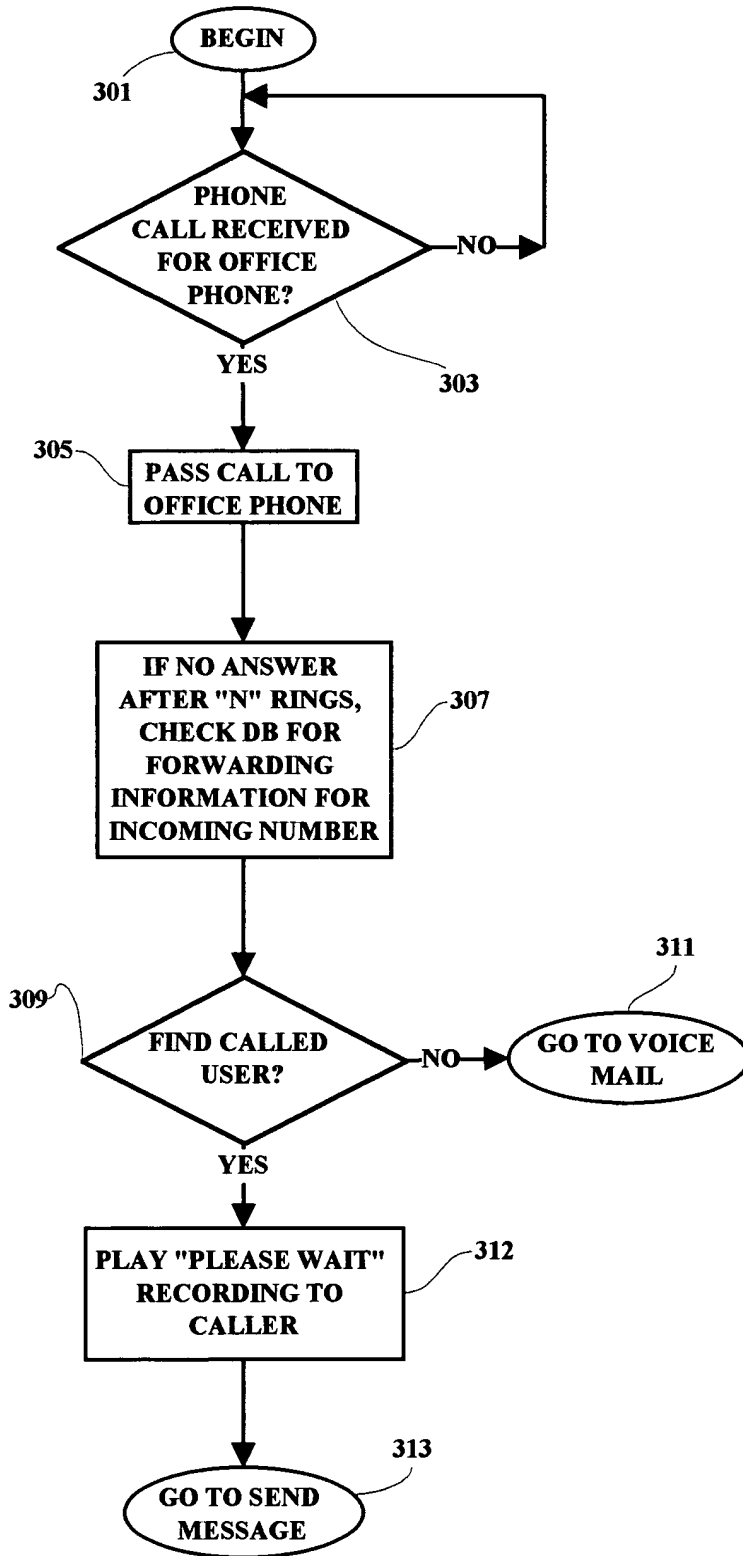 BEGIN
301
PHONE
CALL RECEIVED
FOR OFFICE
PHONE?
NO
303
YES
305
PASS CALL TO
OFFICE PHONE
IF NO ANSWER
AFTER "N" RINGS,
CHECK DB FOR
FORWARDING
INFORMATION FOR
INCOMING NUMBER
307
309
FIND CALLED
USER?
NO
311
GO TO VOICE
MAIL
YES
PLAY "PLEASE WAIT"
RECORDING TO
CALLER
312
313
GO TO SEND
MESSAGE